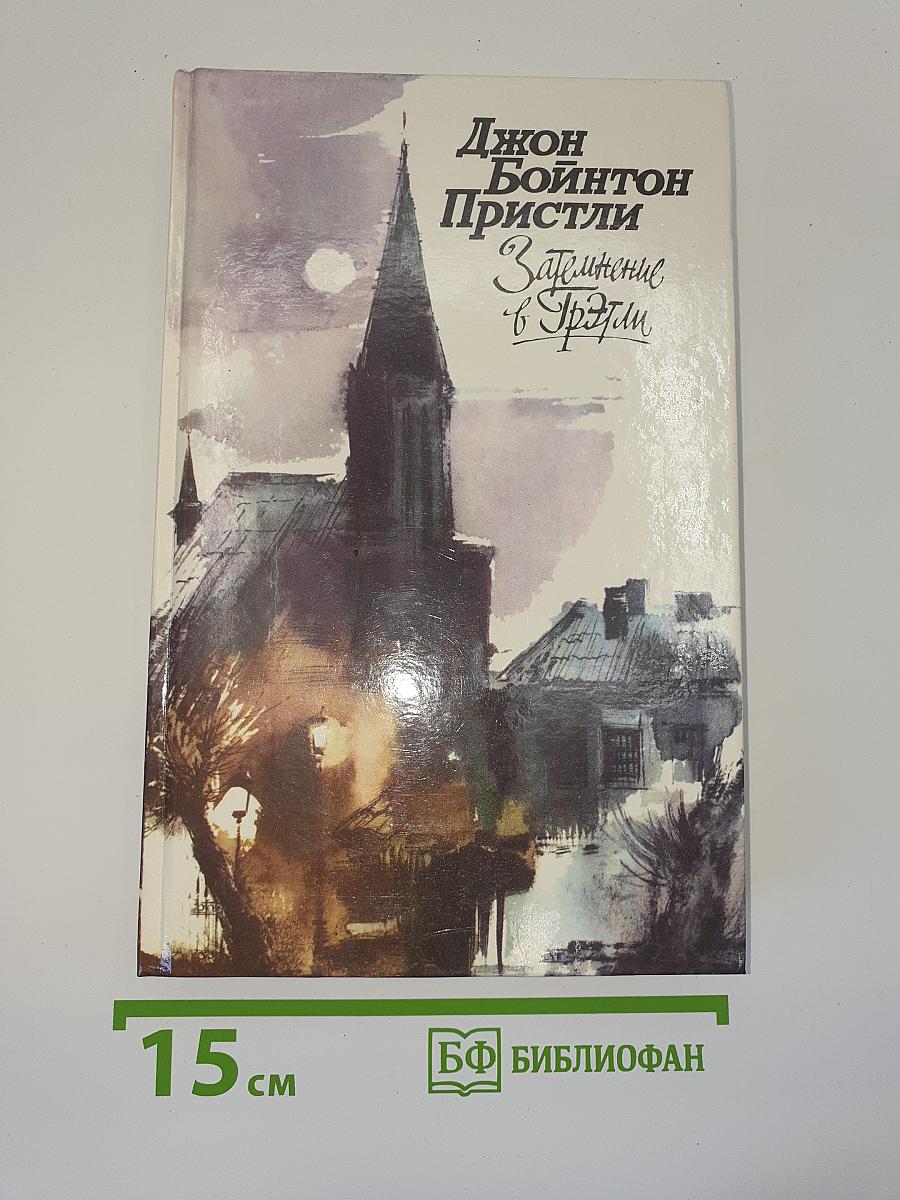 Джон
Бойнтон
Пристли
Затемнение
в Грэтли
15 см
БФ БИБЛИОФАН